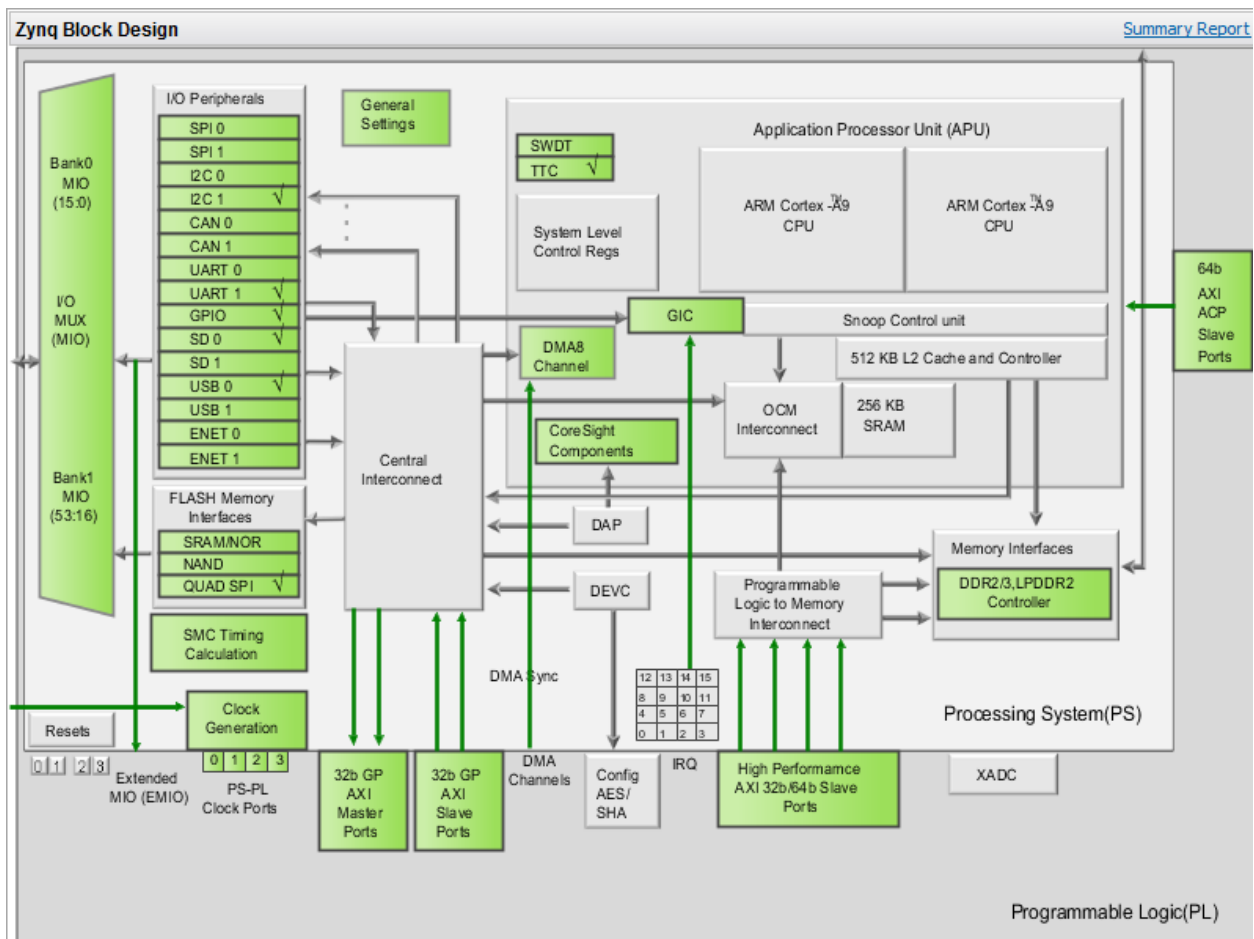 Zynq Block Design
Summary Report
I/O Peripherals
SPI 0
SPI 1
I2C 0
I2C 1 √
CAN 0
CAN 1
UART 0
UART 1 √
GPIO √
SD 0 √
SD 1
USB 0 √
USB 1
ENET 0
ENET 1
Bank0
MIO
(15:0)
I/O
MUX
(MIO)
Bank1
MIO
(53:16)
General
Settings
Application Processor Unit (APU)
SWDT
TTC √
System Level
Control Regs
ARM Cortex -A9™
CPU
ARM Cortex -A9™
CPU
GIC
Snoop Control unit
DMA8
Channel
512 KB L2 Cache and Controller
OCM
Interconnect
256 KB
SRAM
CoreSight
Components
64b
AXI
ACP
Slave
Ports
Central
Interconnect
FLASH Memory
Interfaces
SRAM/NOR
NAND
QUAD SPI √
DAP
DEVC
Programmable
Logic to Memory
Interconnect
Memory Interfaces
DDR2/3,LPDDR2
Controller
SMC Timing
Calculation
DMA Sync
12 13 14 15
8 9 10 11
4 5 6 7
0 1 2 3
Clock
Generation
Resets
Processing System(PS)
0 1 2 3
Extended
MIO (EMIO)
0 1 2 3
PS-PL
Clock Ports
32b GP
AXI
Master
Ports
32b GP
AXI
Slave
Ports
DMA
Channels
Config
AES/
SHA
IRQ
High Performamce
AXI 32b/64b Slave
Ports
XADC
Programmable Logic(PL)